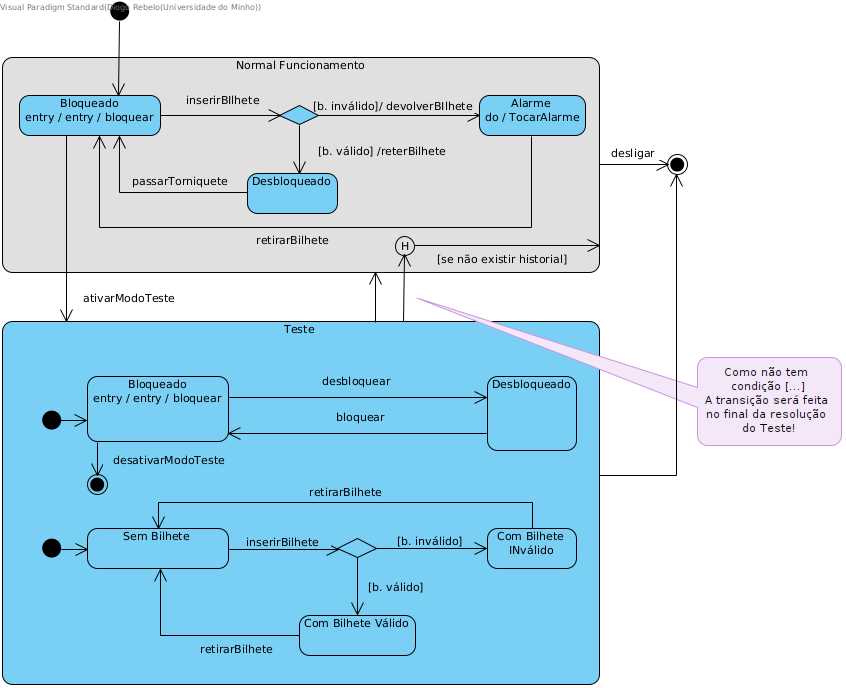 Visual Paradigm Standard(Diogo Rebelo(Universidade do Minho))
Normal Funcionamento
Bloqueado
entry / entry / bloquear
inserirBIlhete
[b. inválido]/ devolverBIlhete
Alarme
do / TocarAlarme
[b. válido] /reterBilhete
Desbloqueado
passarTorniquete
retirarBilhete
desligar
H
[se não existir historial]
ativarModoTeste
Teste
Bloqueado
entry / entry / bloquear
desbloquear
Desbloqueado
bloquear
desativarModoTeste
Como não tem
condição [...]
A transição será feita
no final da resolução
do Teste!
retirarBilhete
Sem Bilhete
inserirBilhete
[b. inválido]
Com Bilhete
INválido
[b. válido]
Com Bilhete Válido
retirarBilhete